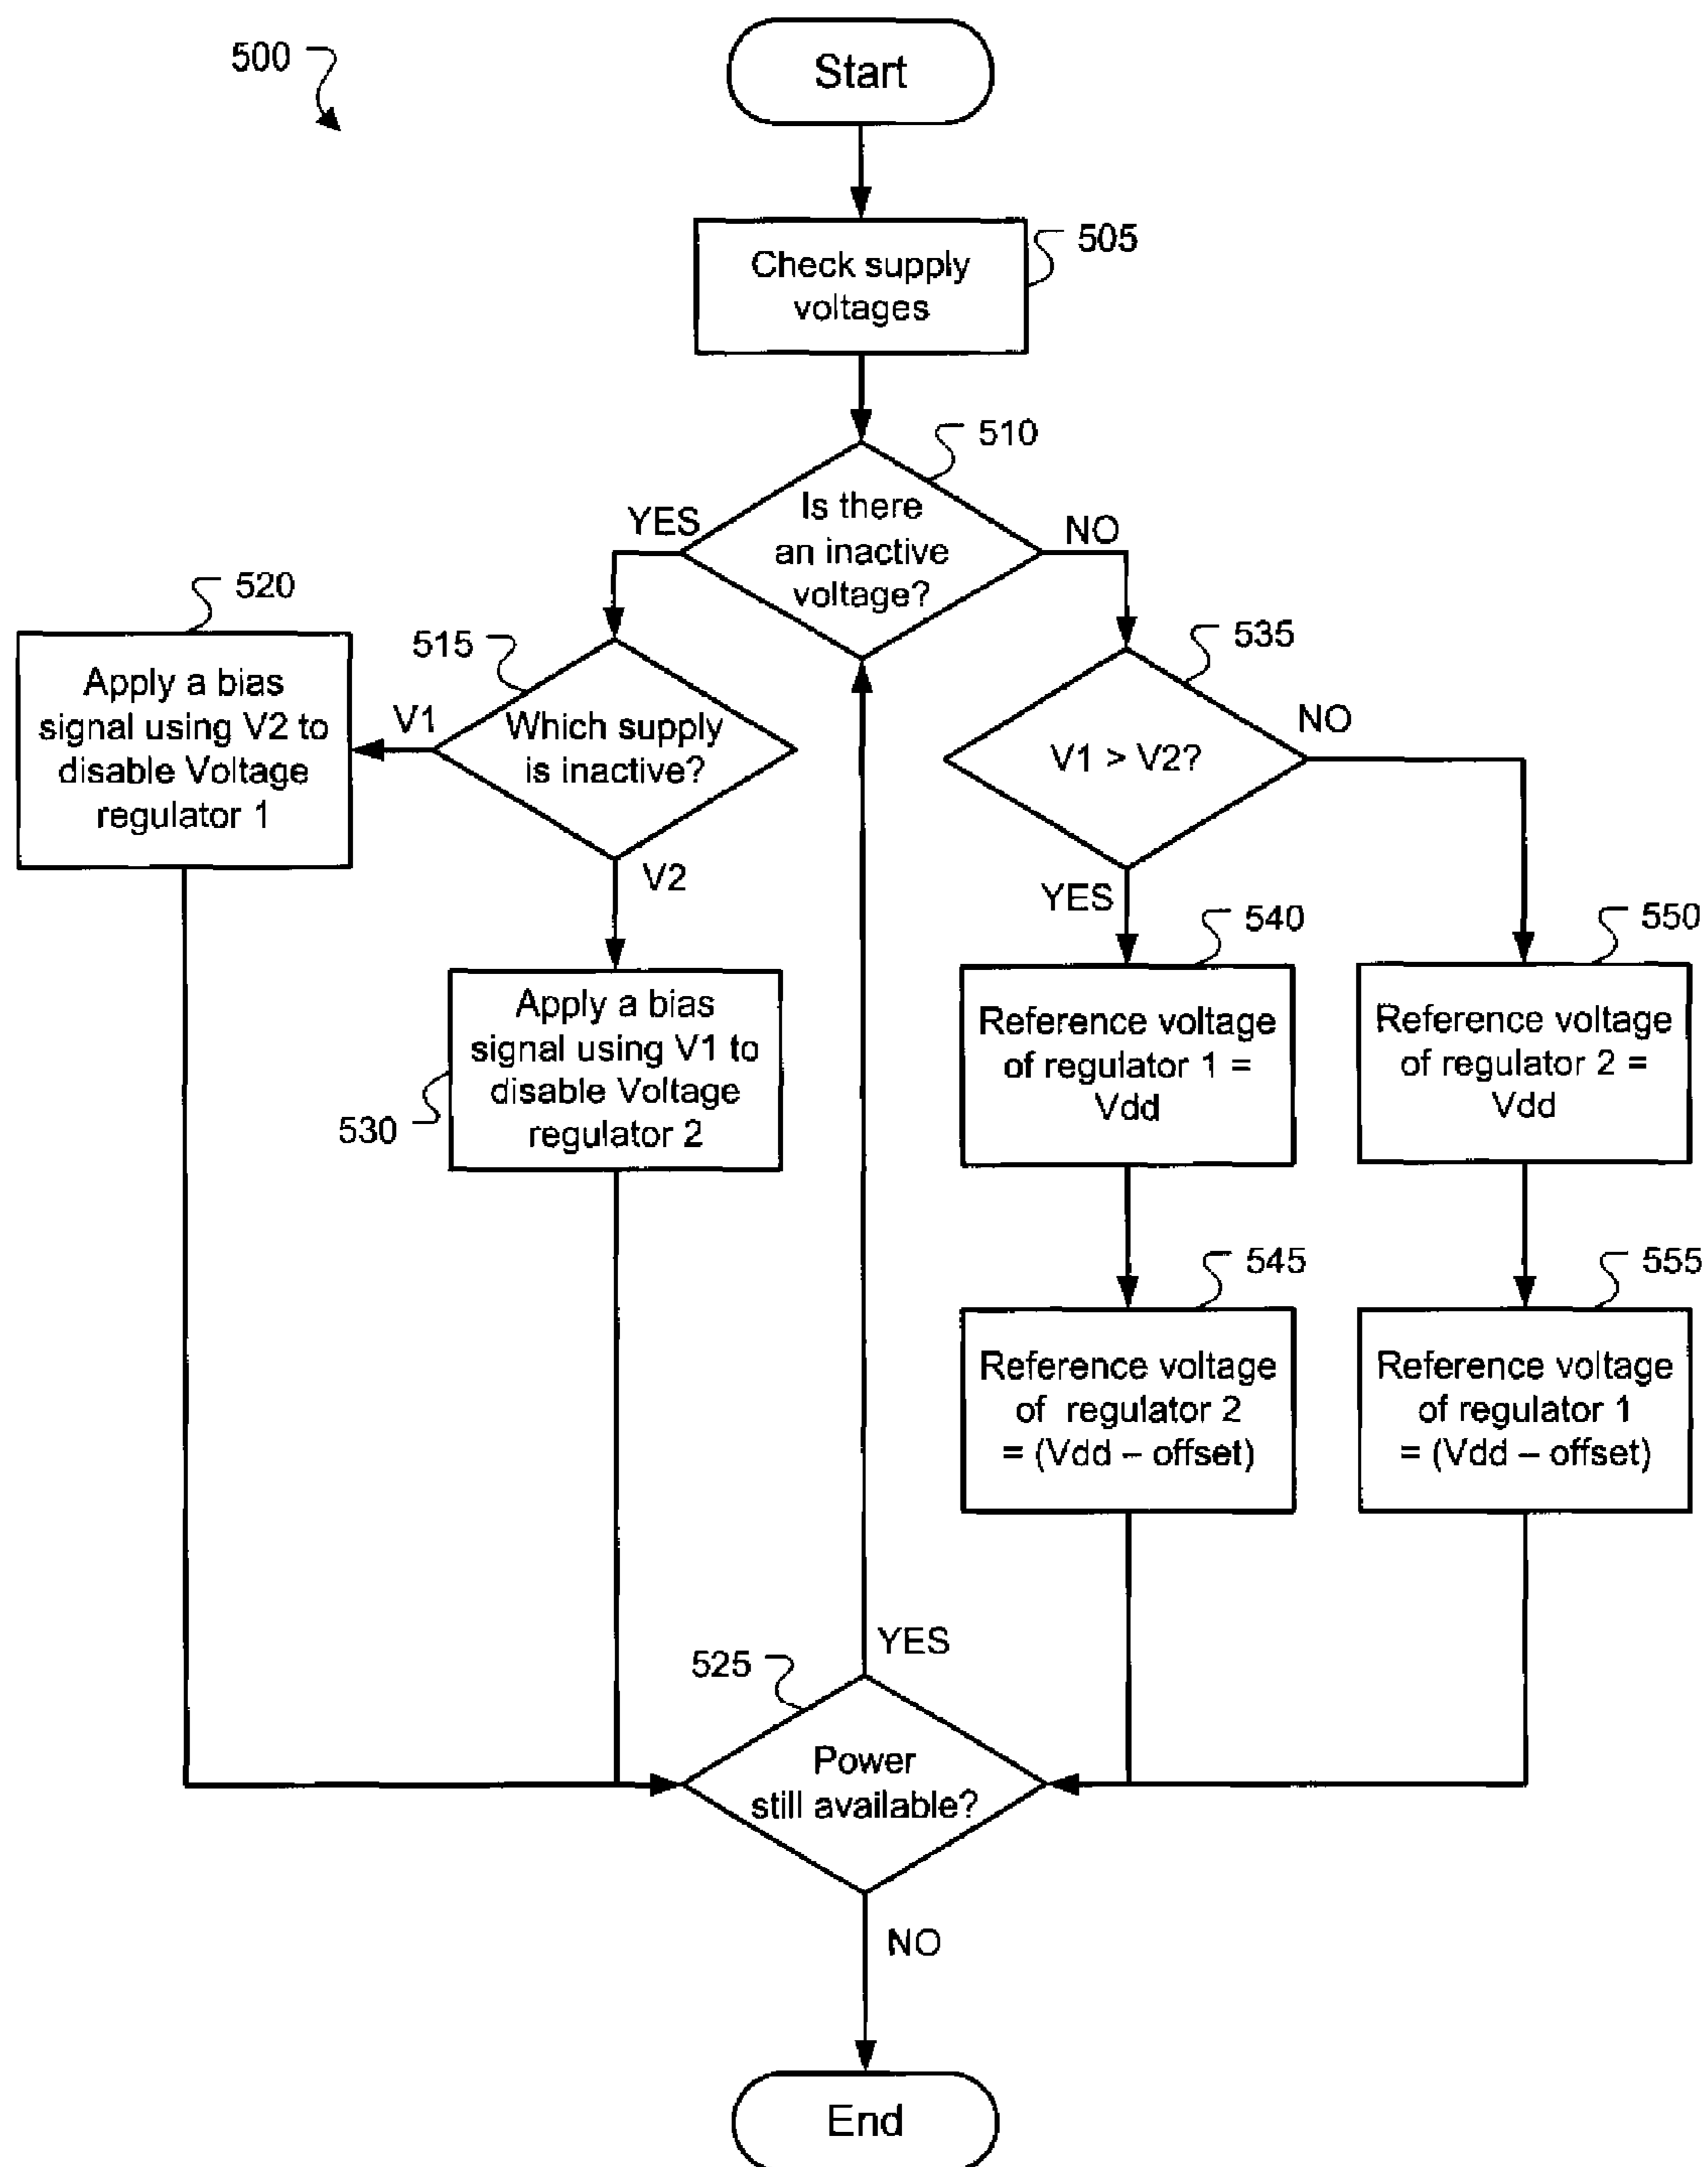 500
Start
Check supply
voltages
505
510
Is there
an inactive
voltage?
YES
NO
520
Apply a bias
signal using V2 to
disable Voltage
regulator 1
515
V1
Which supply
is inactive?
V2
535
V1 > V2?
NO
YES
530
Apply a bias
signal using V1 to
disable Voltage
regulator 2
540
Reference voltage
of regulator 1 =
Vdd
550
Reference voltage
of regulator 2 =
Vdd
545
Reference voltage
of regulator 2
= (Vdd – offset)
555
Reference voltage
of regulator 1
= (Vdd – offset)
525
YES
Power
still available?
NO
End